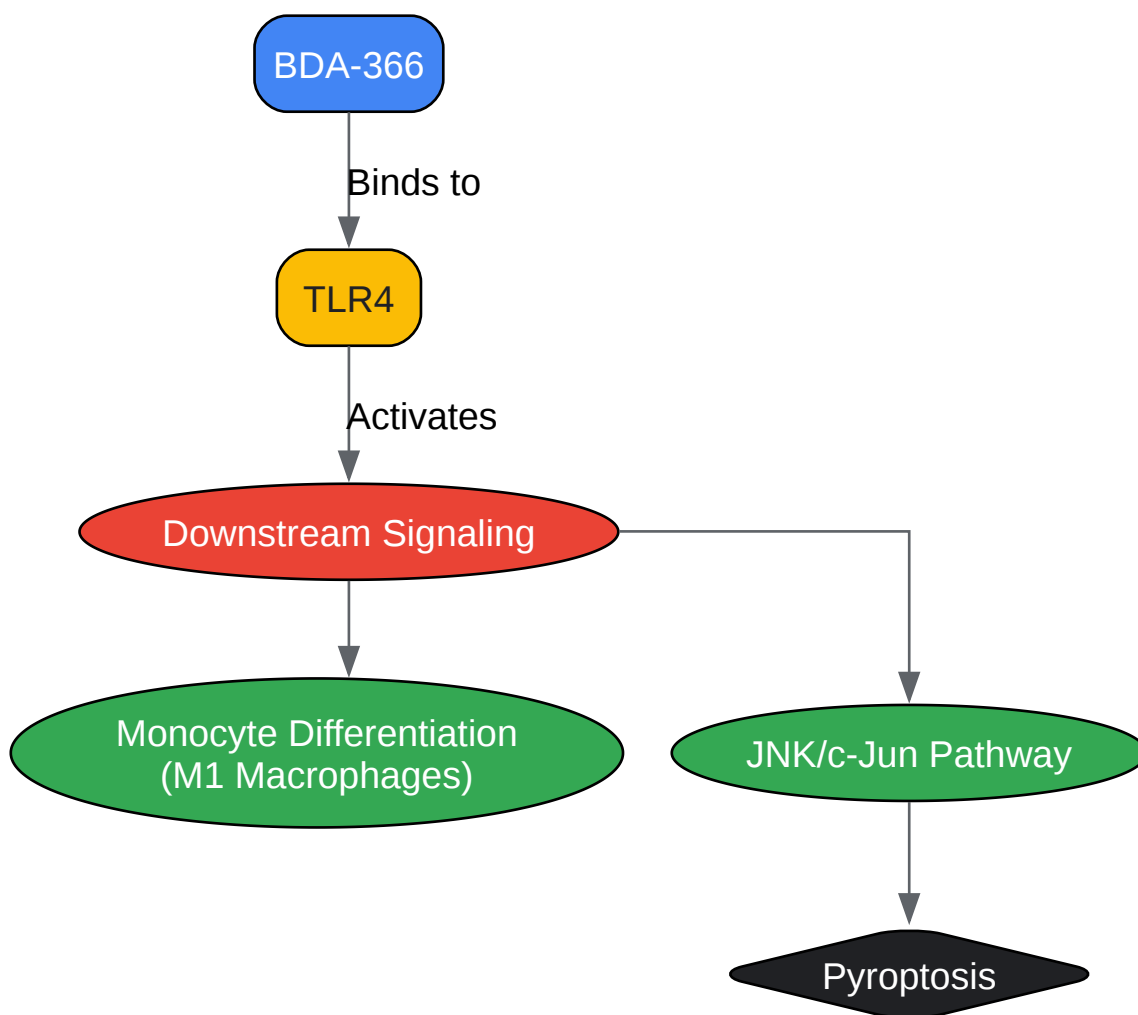 BDA-366
Binds to
TLR4
Activates
Downstream Signaling
Monocyte Differentiation
(M1 Macrophages)
JNK/c-Jun Pathway
Pyroptosis